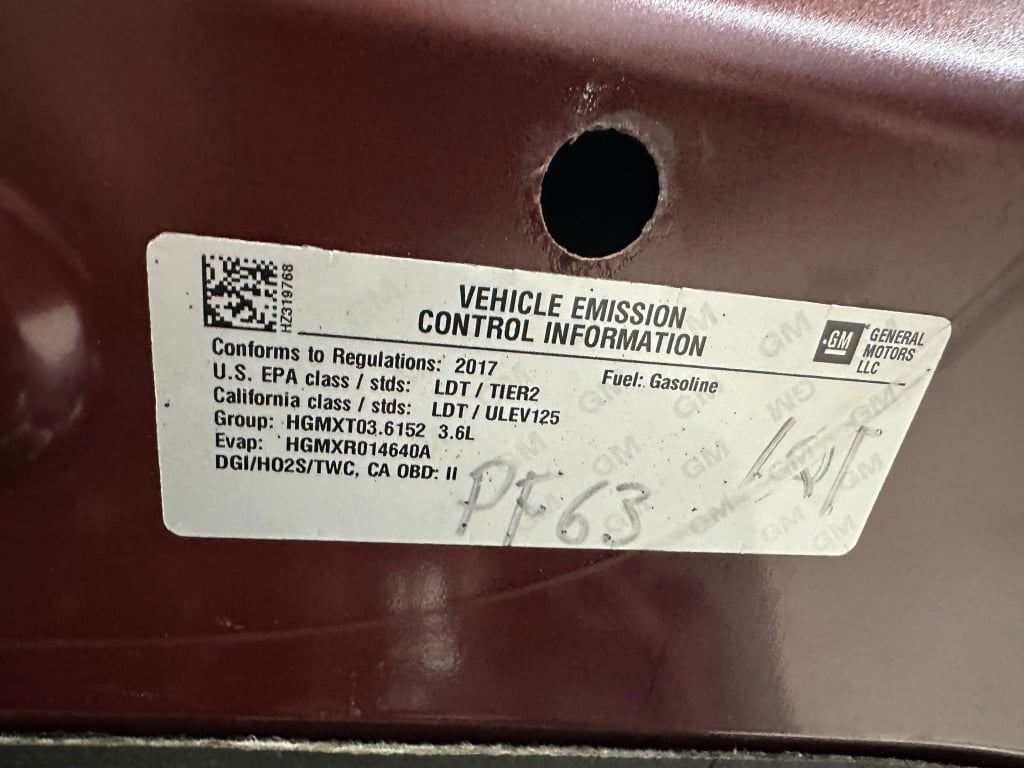 HZ319768
VEHICLE EMISSION
CONTROL INFORMATION
GM
GENERAL
MOTORS
LLC
Conforms to Regulations: 2017
Fuel: Gasoline
U.S. EPA class / stds: LDT / TIER2
California class / stds: LDT / ULEV125
Group: HGMXT03.6152 3.6L
Evap: HGMXR014640A
DGI/HO2S/TWC, CA OBD: II
PF63